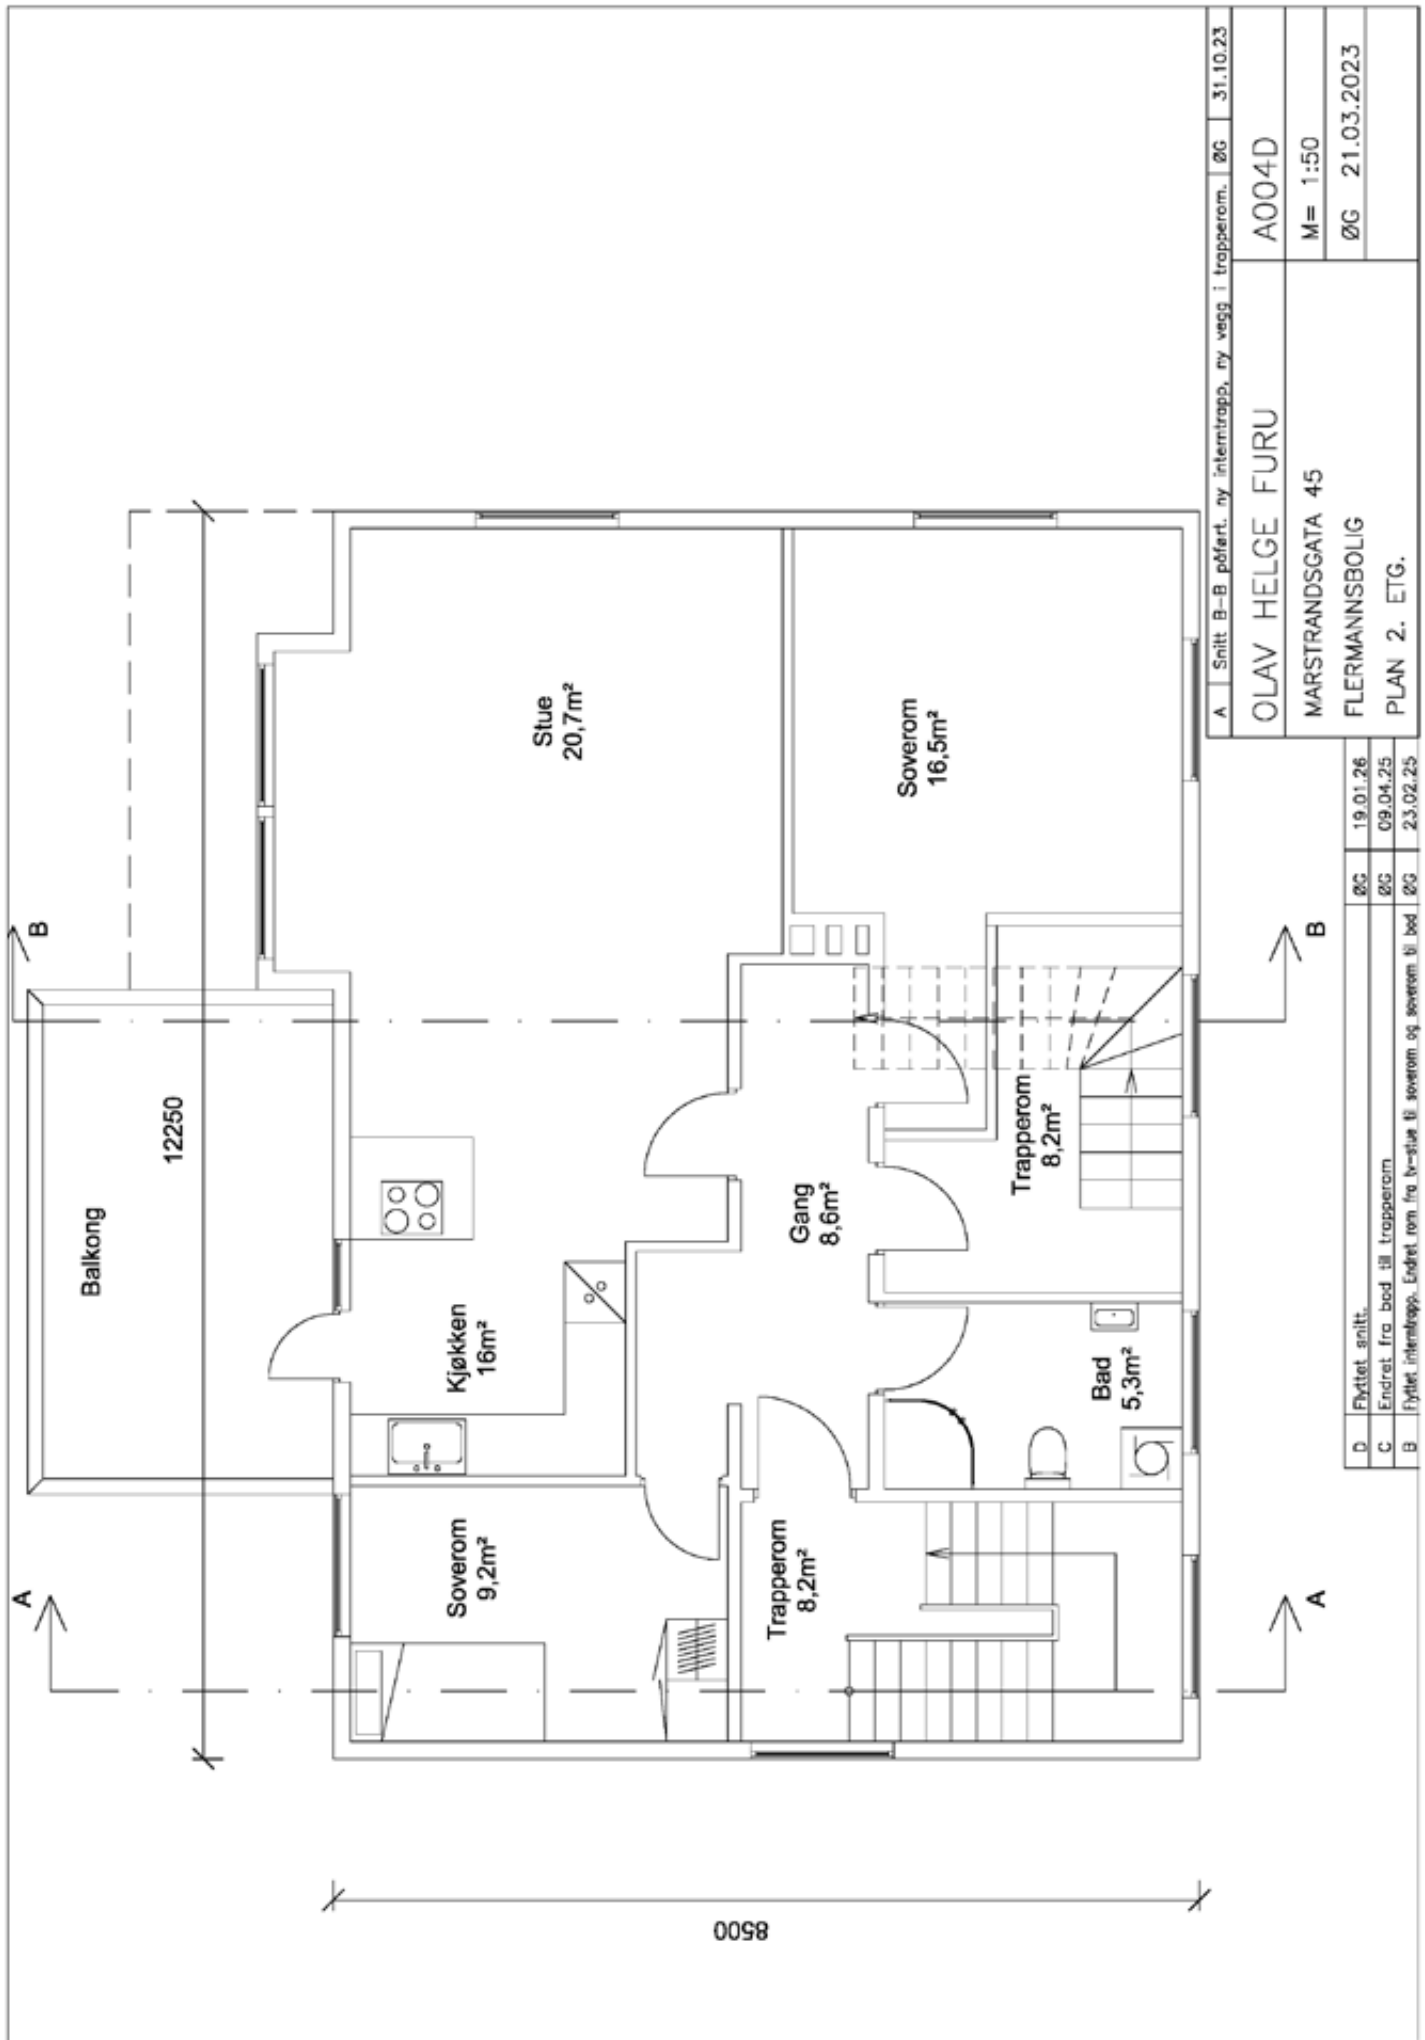 B
A
12250
Balkong
Stue
20,7m²
Kjøkken
16m²
Soverom
9,2m²
Soverom
16,5m²
Gang
8,6m²
Trapperom
8,2m²
Trapperom
8,2m²
Bad
5,3m²
B
A
8500
A Snitt B-B påført. ny interntrapp, ny vegg i trapperom. ØG 31.10.23
OLAV HELGE FURU A004D
MARSTRANDSGATA 45 M= 1:50
FLERMANNSBOLIG ØG 21.03.2023
PLAN 2. ETG.
D Flyttet snitt. ØG 19.01.26
C Endret fra bad till trapperom ØG 09.04.25
B Flyttet interntrapp. Endret rom fra tv-stue til soverom og soverom til bad ØG 23.02.25